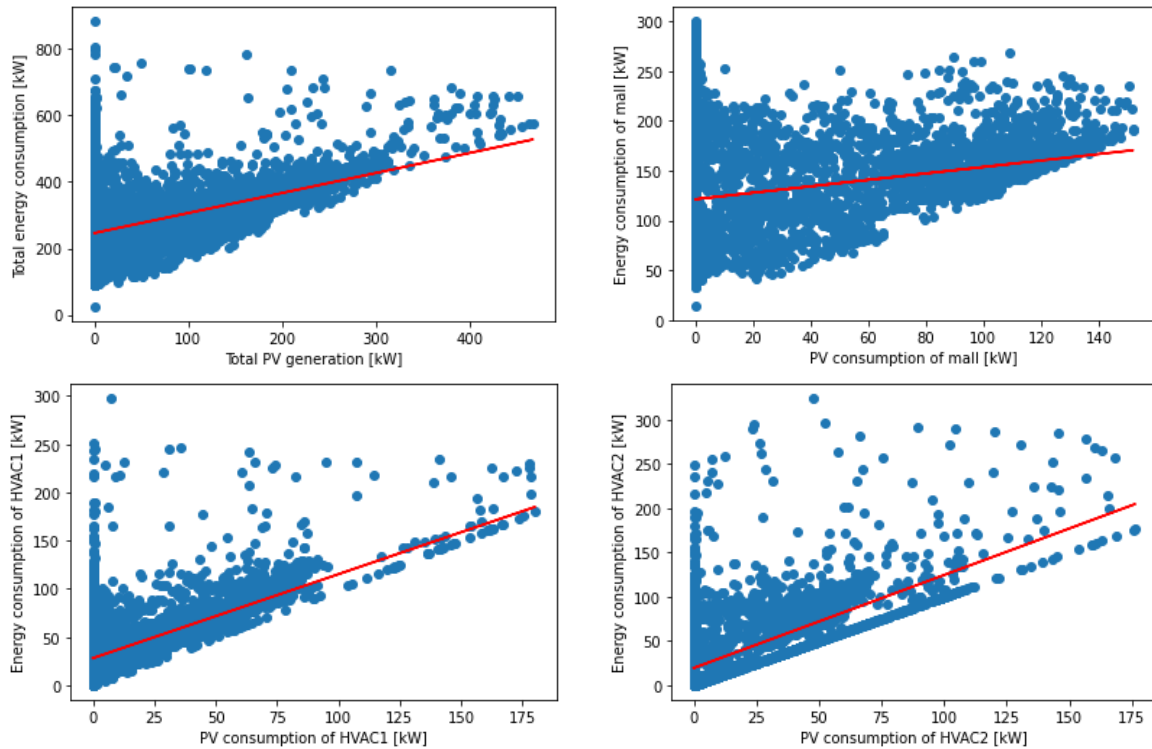 Total energy consumption [kW]
800
600
400
200
0
0 100 200 300 400
Total PV generation [kW]
Energy consumption of mall [kW]
300
250
200
150
100
50
0
0 20 40 60 80 100 120 140
PV consumption of mall [kW]
Energy consumption of HVAC1 [kW]
300
250
200
150
100
50
0
0 25 50 75 100 125 150 175
PV consumption of HVAC1 [kW]
Energy consumption of HVAC2 [kW]
300
250
200
150
100
50
0
0 25 50 75 100 125 150 175
PV consumption of HVAC2 [kW]